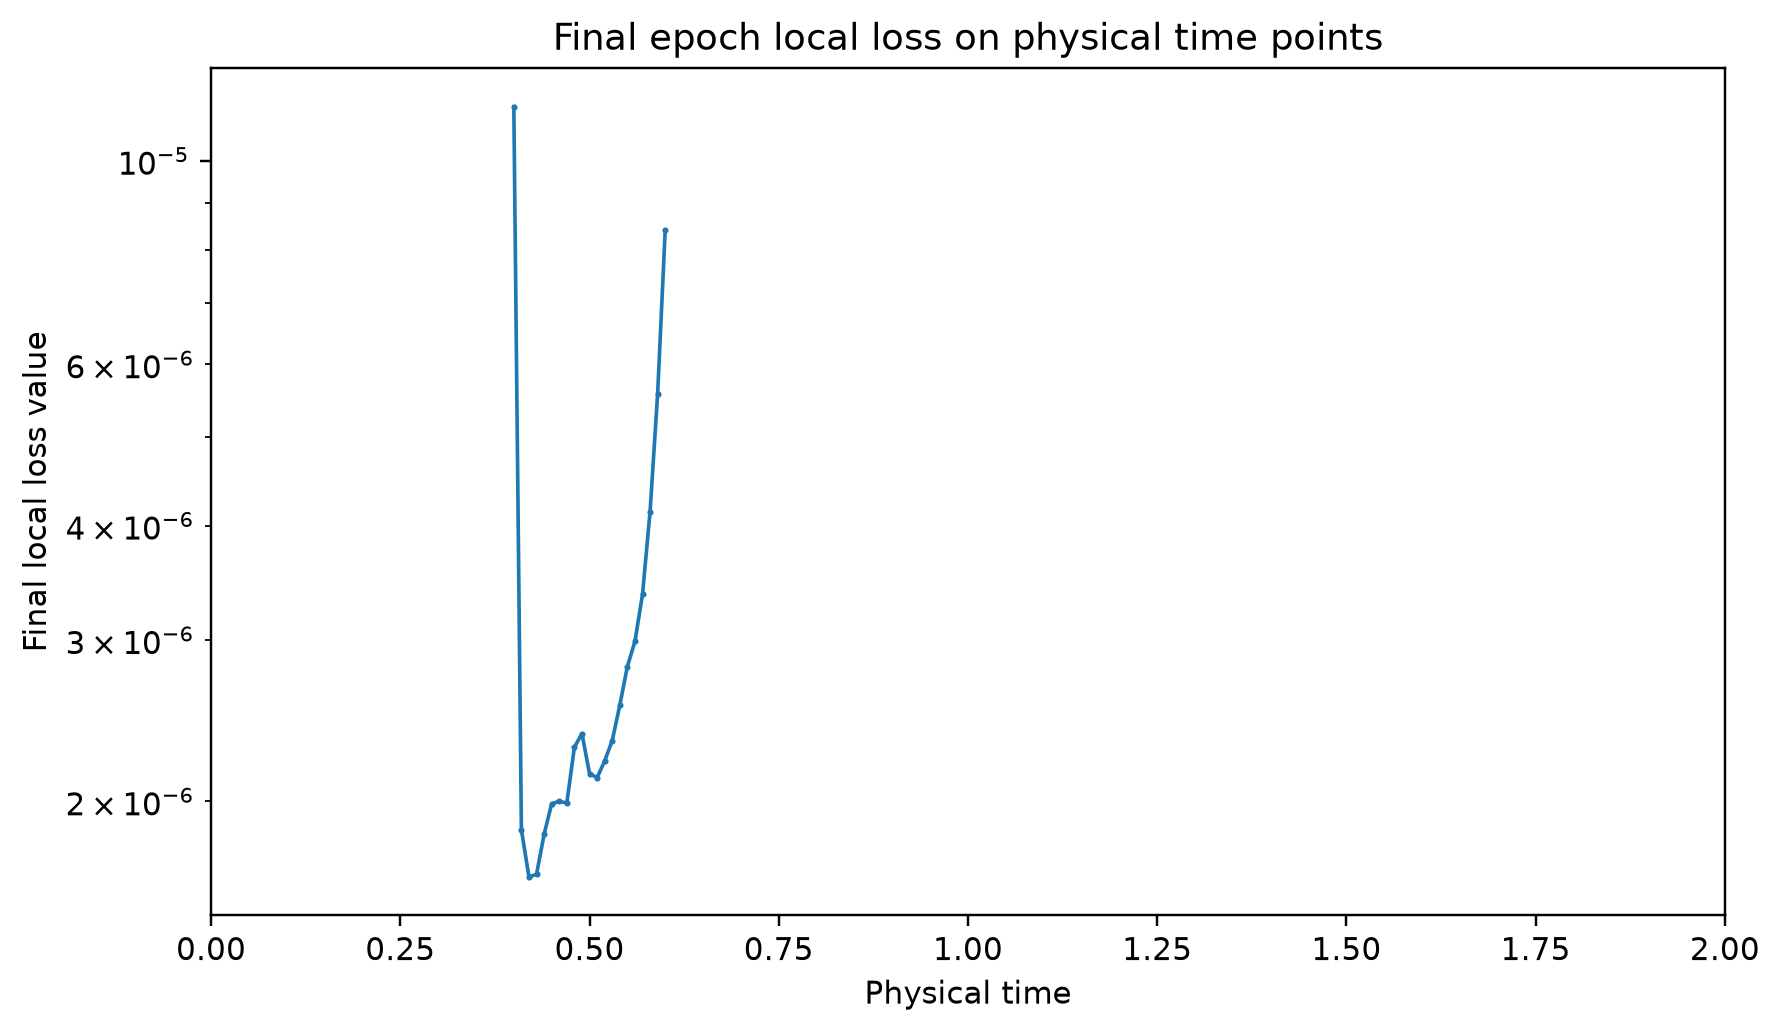 Final epoch local loss on physical time points
Final local loss value
10⁻⁵
6 × 10⁻⁶
4 × 10⁻⁶
3 × 10⁻⁶
2 × 10⁻⁶
0.00 0.25 0.50 0.75 1.00 1.25 1.50 1.75 2.00
Physical time